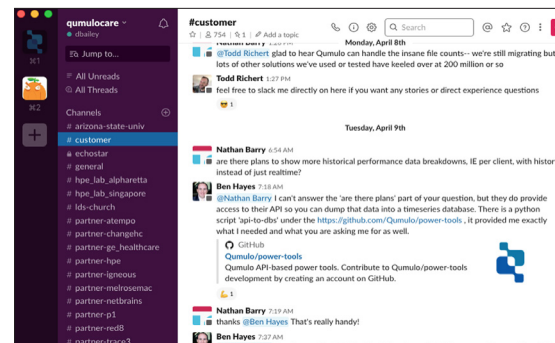 qumulocare
dbailey
Jump to...
All Unreads
All Threads
Channels
# arizona-state-univ
# customer
echostar
# general
# hpe_lab_alpharetta
# hpe_lab_singapore
# lds-church
# partner-atempo
# partner-changehc
# partner-ge_healthcare
# partner-hpe
# partner-igneous
# partner-melrosemac
# partner-netbrains
# partner-p1
# partner-red8
# partner-trace3
⌘1
⌘2
#customer
754 | 1 | Add a topic
Search
Nathan Barry 1:26 PM
Monday, April 8th
@Todd Richert glad to hear Qumulo can handle the insane file counts-- we're still migrating but
lots of other solutions we've used or tested have keeled over at 200 million or so
Todd Richert 1:27 PM
feel free to slack me directly on here if you want any stories or direct experience questions
1
Tuesday, April 9th
Nathan Barry 6:54 AM
are there plans to show more historical performance data breakdowns, IE per client, with histor
instead of just realtime?
Ben Hayes 7:18 AM
@Nathan Barry I can't answer the 'are there plans' part of your question, but they do provide
access to their API so you can dump that data into a timeseries database. There is a python
script 'api-to-dbs' under the https://github.com/Qumulo/power-tools , it provided me exactly
what I needed and what you are asking me for as well.
GitHub
Qumulo/power-tools
Qumulo API-based power tools. Contribute to Qumulo/power-tools
development by creating an account on GitHub.
1
Nathan Barry 7:19 AM
thanks @Ben Hayes That's really handy!
Ben Hayes 7:37 AM